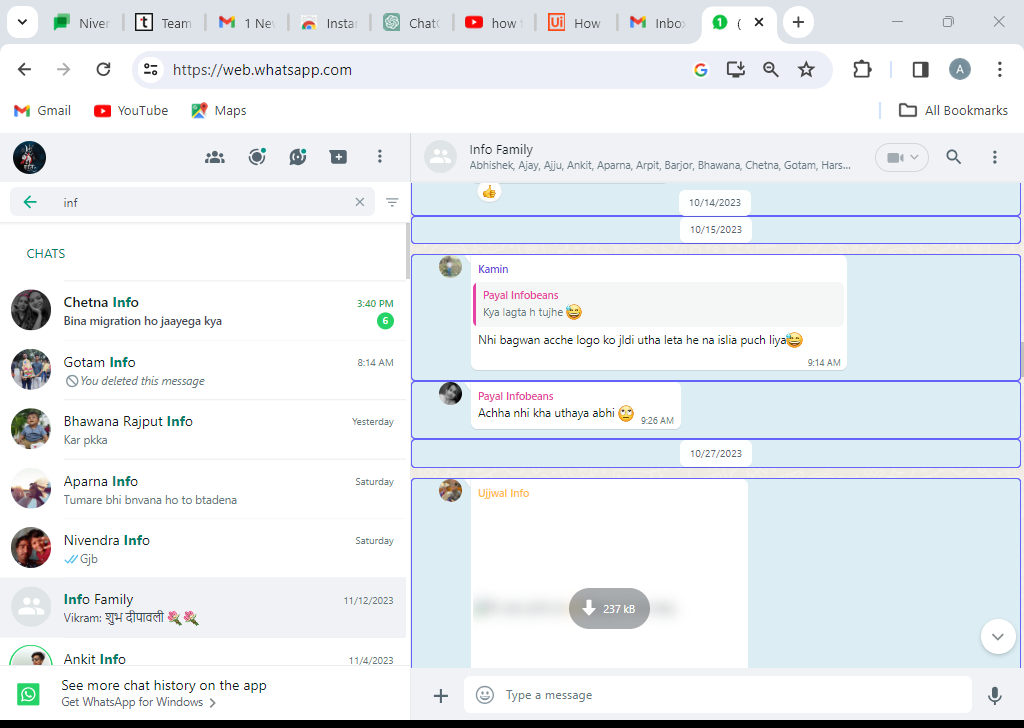 Niver
Team
1 Nev
Instar
ChatG
how t
How
Inbo
(
https://web.whatsapp.com
A
Gmail
YouTube
Maps
All Bookmarks
Info Family
Abhishek, Ajay, Ajju, Ankit, Aparna, Arpit, Barjor, Bhawana, Chetna, Gotam, Hars...
inf
10/14/2023
10/15/2023
CHATS
Chetna Info
3:40 PM
Bina migration ho jaayega kya
6
Gotam Info
8:14 AM
You deleted this message
Bhawana Rajput Info
Yesterday
Kar pkka
Aparna Info
Saturday
Tumare bhi bnvana ho to btadena
Nivendra Info
Saturday
Gjb
Info Family
11/12/2023
Vikram: शुभ दीपावली 💐💐
Ankit Info
11/4/2023
See more chat history on the app
Get WhatsApp for Windows
Kamin
Payal Infobeans
Kya lagta h tujhe 😅
Nhi bagwan acche logo ko jldi utha leta he na islia puch liya😅
9:14 AM
Payal Infobeans
Achha nhi kha uthaya abhi 🙄
9:26 AM
10/27/2023
Ujjwal Info
237 kB
Type a message